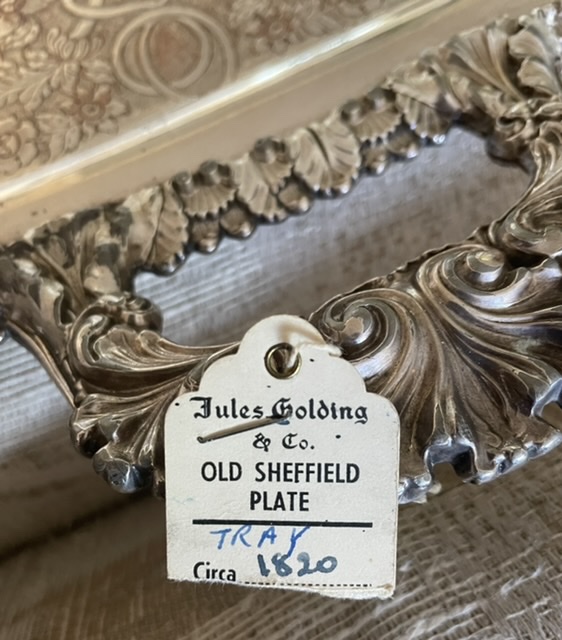 Jules Golding
& Co.
OLD SHEFFIELD
PLATE
TRAY
Circa 1820